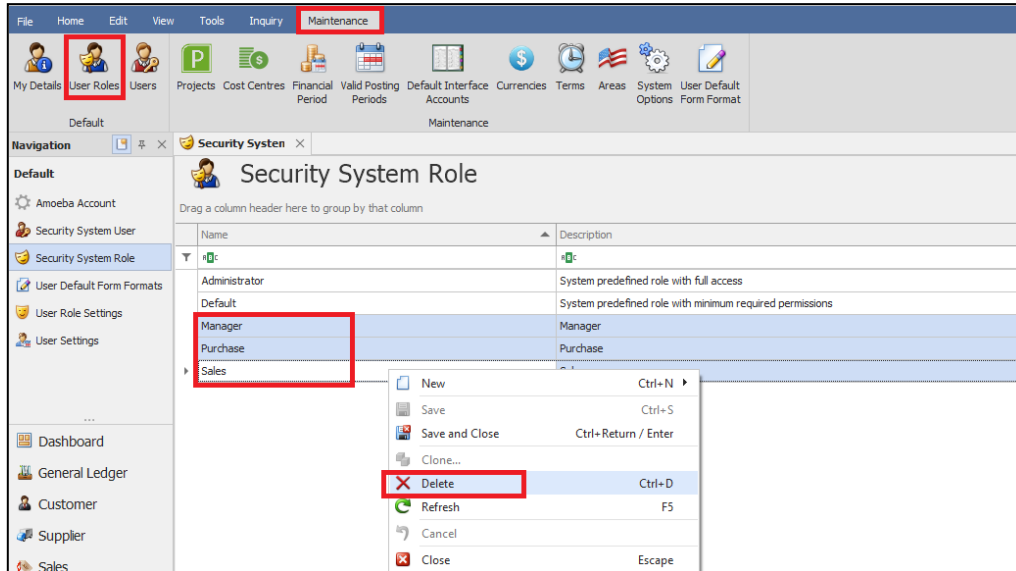 File Home Edit View Tools Inquiry Maintenance
My Details User Roles Users Projects Cost Centres Financial Period Valid Posting Periods Default Interface Accounts Currencies Terms Areas System Options User Default Form Format
Default Maintenance
Navigation
Security System
Default
Security System Role
Amoeba Account
Drag a column header here to group by that column
Security System User
Name Description
Security System Role
User Default Form Formats
Administrator System predefined role with full access
Default System predefined role with minimum required permissions
User Role Settings
Manager Manager
User Settings
Purchase Purchase
Sales
New Ctrl+N
Save Ctrl+S
Save and Close Ctrl+Return / Enter
Clone...
Delete Ctrl+D
Refresh F5
Cancel
Close Escape
...
Dashboard
General Ledger
Customer
Supplier
Sales